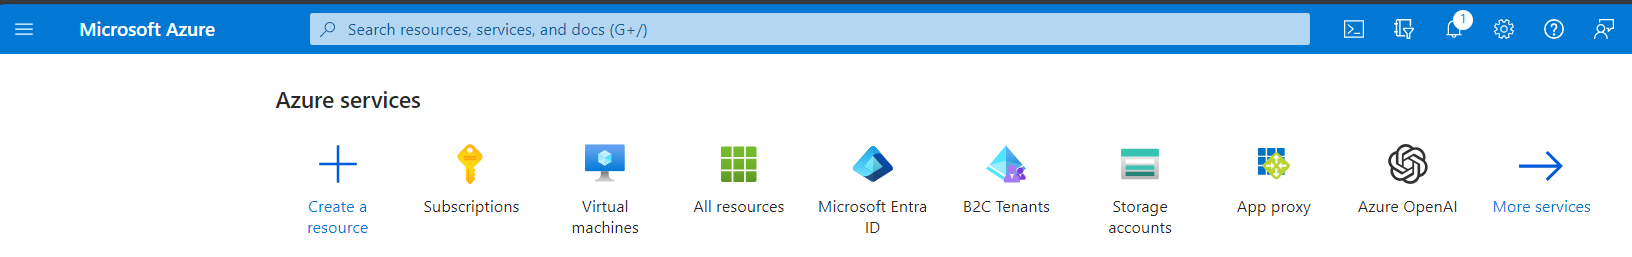 Microsoft Azure
Search resources, services, and docs (G+/)
1
Azure services
Create a
resource
Subscriptions
Virtual
machines
All resources
Microsoft Entra
ID
B2C Tenants
Storage
accounts
App proxy
Azure OpenAI
More services